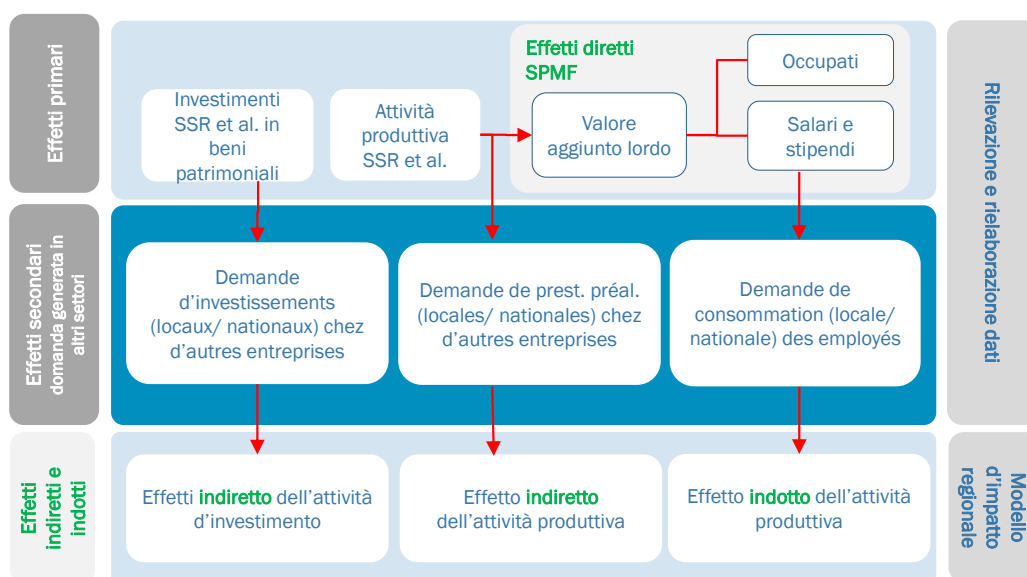 Effetti primari
Effetti diretti
SPMF
Investimenti
SSR et al. in
beni
patrimoniali
Attività
produttiva
SSR et al.
Valore
aggiunto lordo
Occupati
Salari e
stipendi
Rilevazione e rielaborazione dati
Effetti secondari
domanda generata in
altri settori
Demande
d'investissements
(locaux/ nationaux) chez
d'autres entreprises
Demande de prest. préal.
(locales/ nationales) chez
d'autres entreprises
Demande de
consommation (locale/
nationale) des employés
Effetti
indiretti e
indotti
Effetti indiretto dell'attività
d'investimento
Effetto indiretto
dell'attività produttiva
Effetto indotto dell'attività
produttiva
Modello
d'impatto
regionale